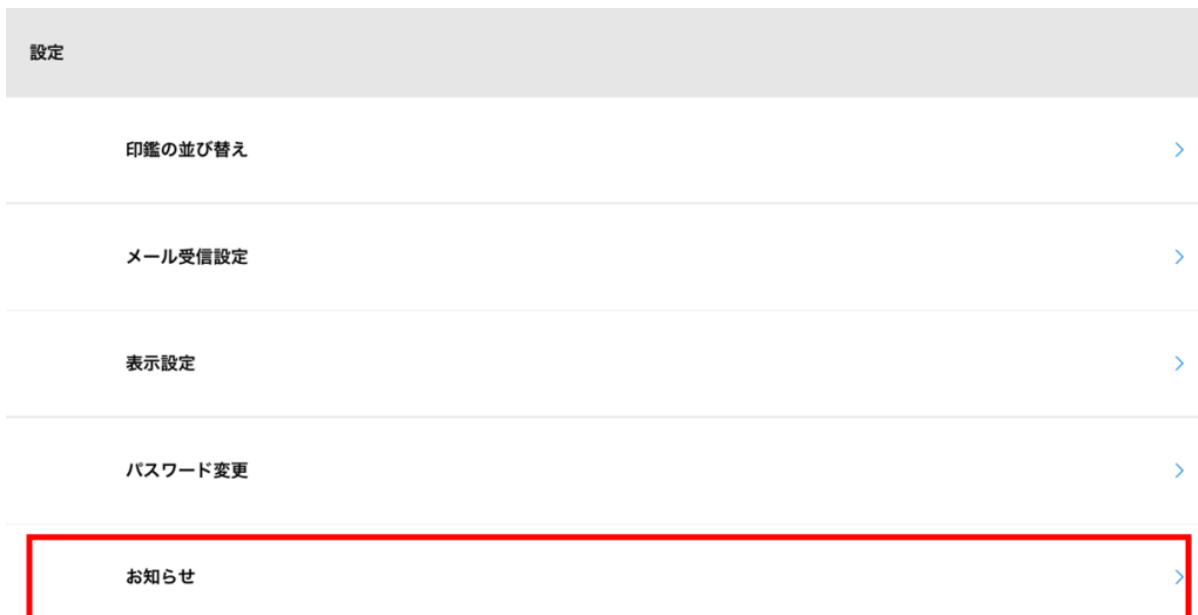 設定
印鑑の並び替え
メール受信設定
表示設定
パスワード変更
お知らせ